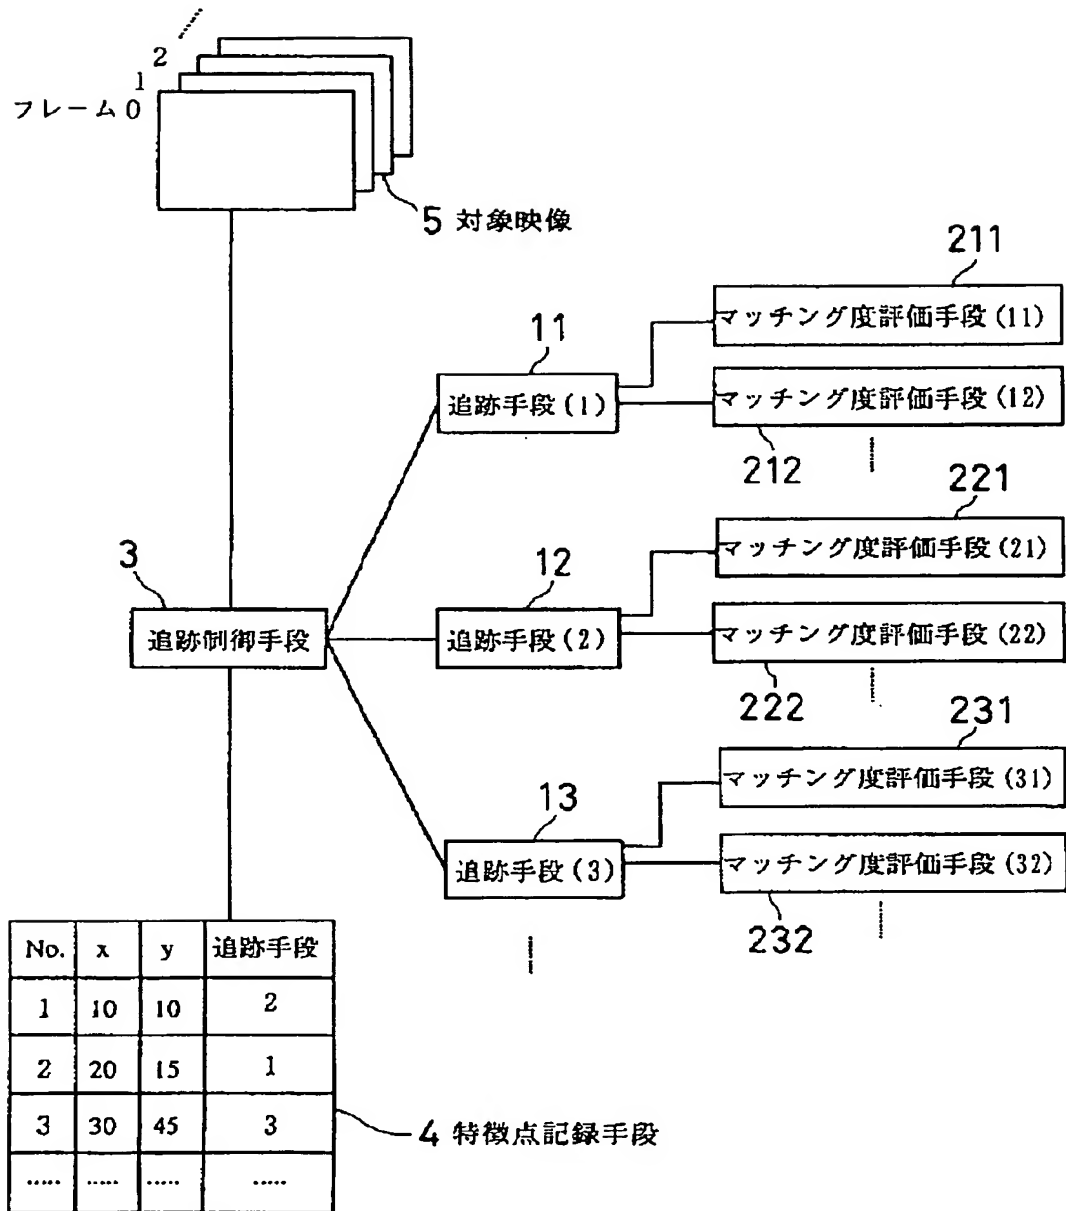 2
1
フレーム0
5 対象映像
211
マッチング度評価手段(11)
11
追跡手段(1)
マッチング度評価手段(12)
212
221
マッチング度評価手段(21)
3
12
追跡制御手段
追跡手段(2)
マッチング度評価手段(22)
222
231
マッチング度評価手段(31)
13
追跡手段(3)
マッチング度評価手段(32)
232
No. x y 追跡手段
1 10 10 2
2 20 15 1
3 30 45 3
..... ..... ..... .....
4 特徴点記録手段